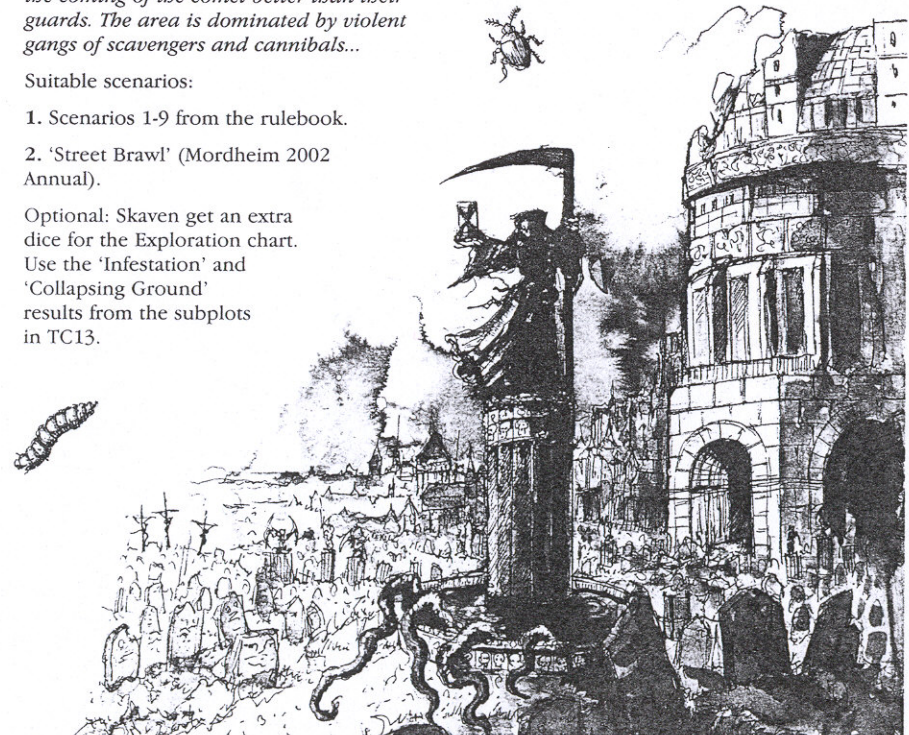 the coming of the comet better than their
guards. The area is dominated by violent
gangs of scavengers and cannibals...
Suitable scenarios:
1. Scenarios 1-9 from the rulebook.
2. ‘Street Brawl’ (Mordheim 2002
Annual).
Optional: Skaven get an extra
dice for the Exploration chart.
Use the ‘Infestation’ and
‘Collapsing Ground’
results from the subplots
in TC13.